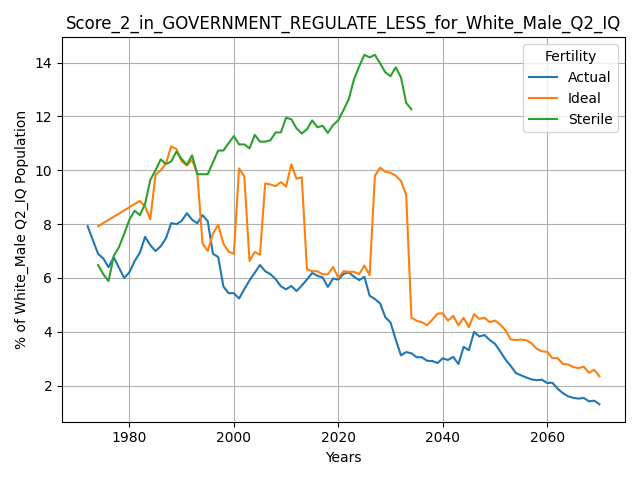 Score_2_in_GOVERNMENT_REGULATE_LESS_for_White_Male_Q2_IQ
% of White_Male Q2_IQ Population
14
12
10
8
6
4
2
Fertility
Actual
Ideal
Sterile
1980 2000 2020 2040 2060
Years